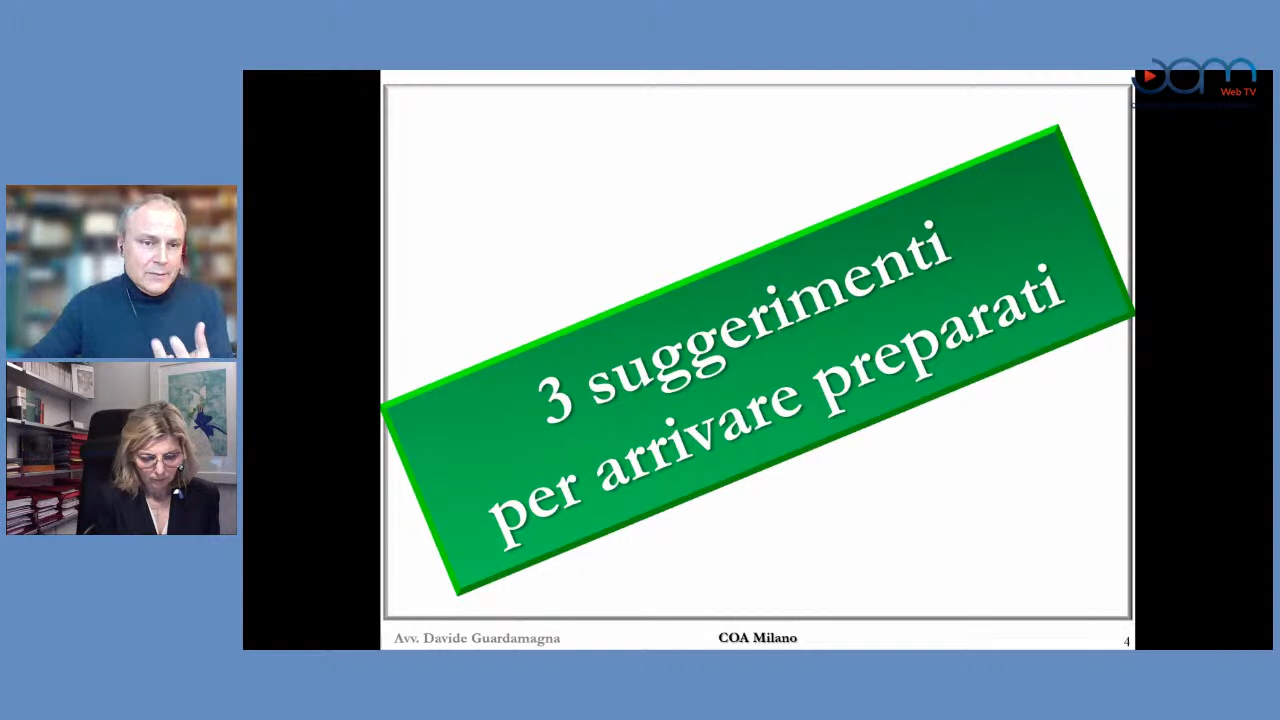 Web TV
3 suggerimenti
per arrivare preparati
Avv. Davide Guardamagna
COA Milano
4